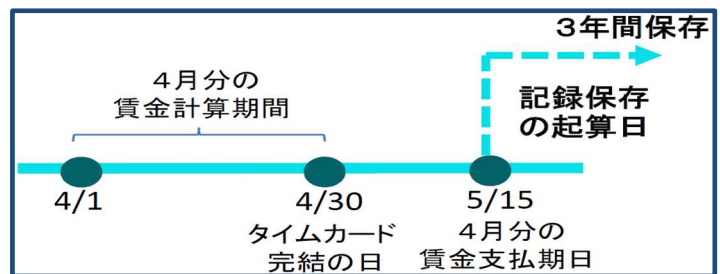 3年間保存
4月分の
賃金計算期間
記録保存
の起算日
4/1
4/30
5/15
タイムカード
完結の日
4月分の
賃金支払期日